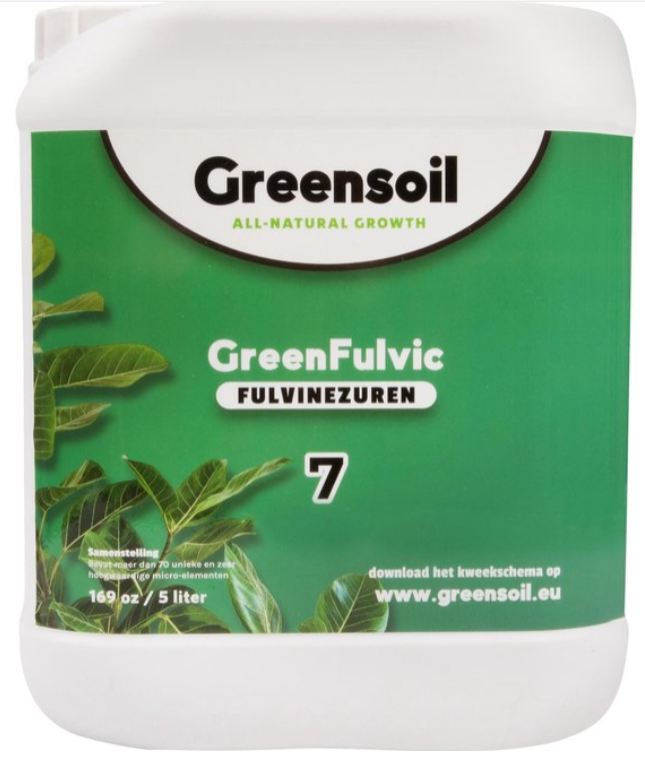 Greensoil
ALL-NATURAL GROWTH
GreenFulvic
FULVINEZUREN
7
Samenstelling
Bevat meer dan 70 unieke en zeer
hoogwaardige micro-elementen
169 oz / 5 liter
download het kweekschema op
www.greensoil.eu